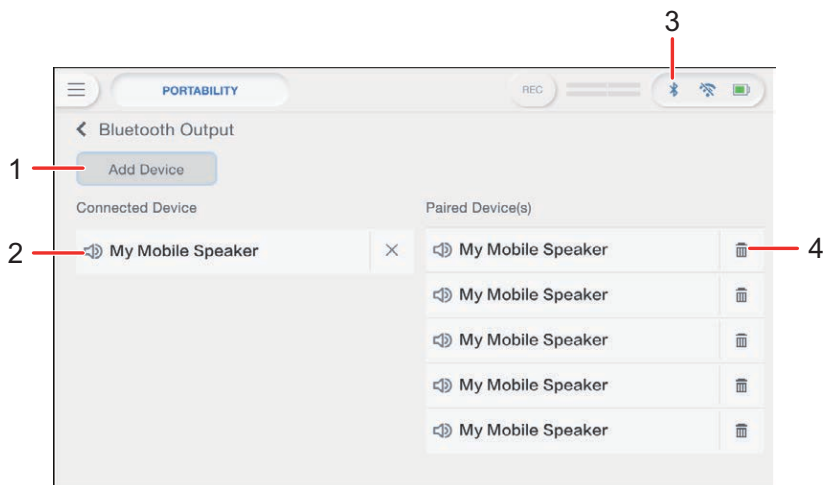 3
PORTABILITY
REC
Bluetooth Output
1
Add Device
Connected Device
Paired Device(s)
2
My Mobile Speaker
My Mobile Speaker
4
My Mobile Speaker
My Mobile Speaker
My Mobile Speaker
My Mobile Speaker